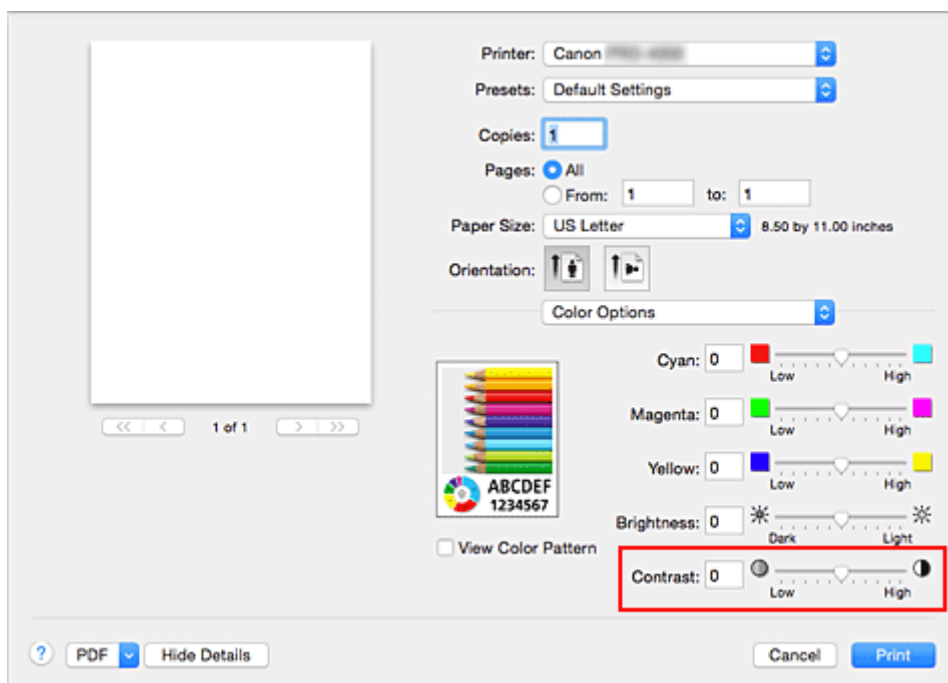 Printer: Canon
Presets: Default Settings
Copies: 1
Pages: All
From: 1 to: 1
Paper Size: US Letter 8.50 by 11.00 inches
Orientation:
Color Options
Cyan: 0
Low High
Magenta: 0
Low High
Yellow: 0
Low High
Brightness: 0
Dark Light
Contrast: 0
Low High
1 of 1
ABCDEF
1234567
View Color Pattern
? PDF Hide Details Cancel Print